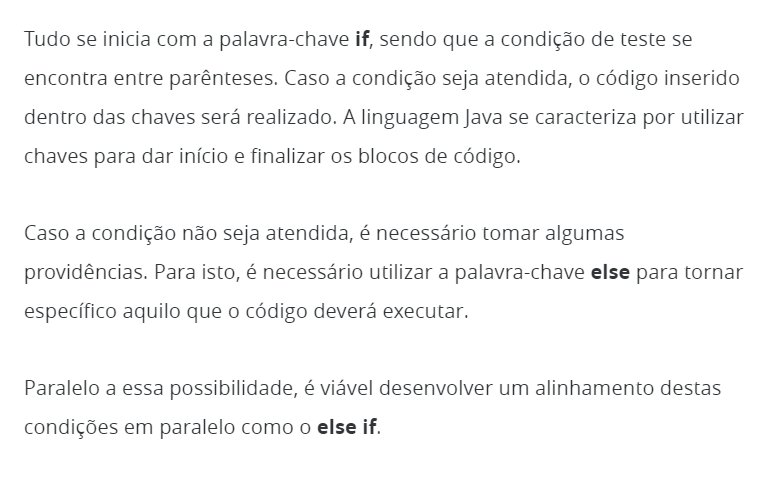 Tudo se inicia com a palavra-chave if, sendo que a condição de teste se
encontra entre parênteses. Caso a condição seja atendida, o código inserido
dentro das chaves será realizado. A linguagem Java se caracteriza por utilizar
chaves para dar início e finalizar os blocos de código.
Caso a condição não seja atendida, é necessário tomar algumas
providências. Para isto, é necessário utilizar a palavra-chave else para tornar
específico aquilo que o código deverá executar.
Paralelo a essa possibilidade, é viável desenvolver um alinhamento destas
condições em paralelo como o else if.